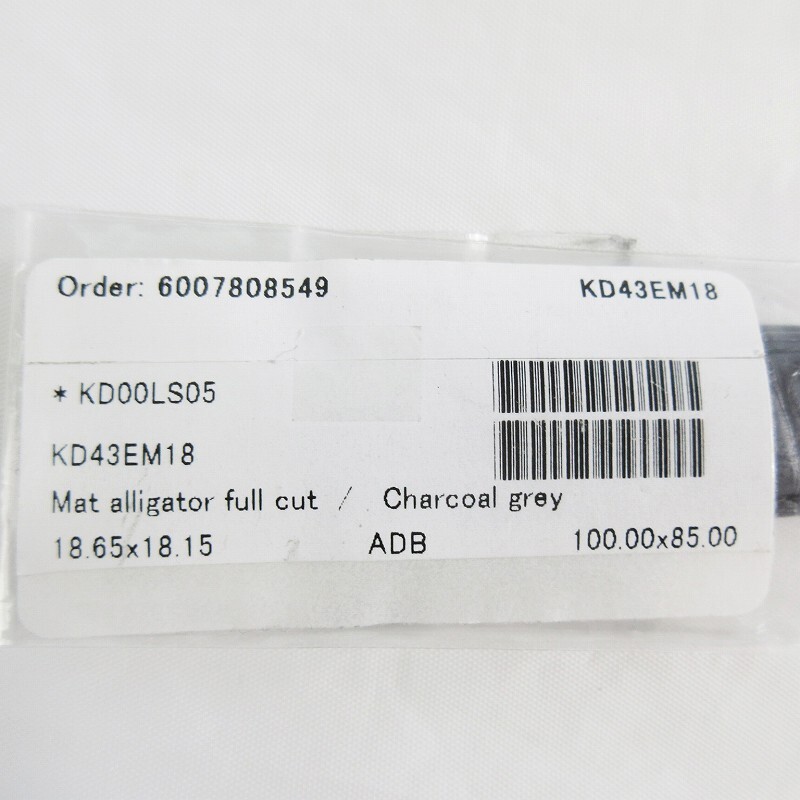 Order: 6007808549 KD43EM18
* KD00LS05
KD43EM18
Mat alligator full cut / Charcoal grey
18.65x18.15 ADB 100.00x85.00